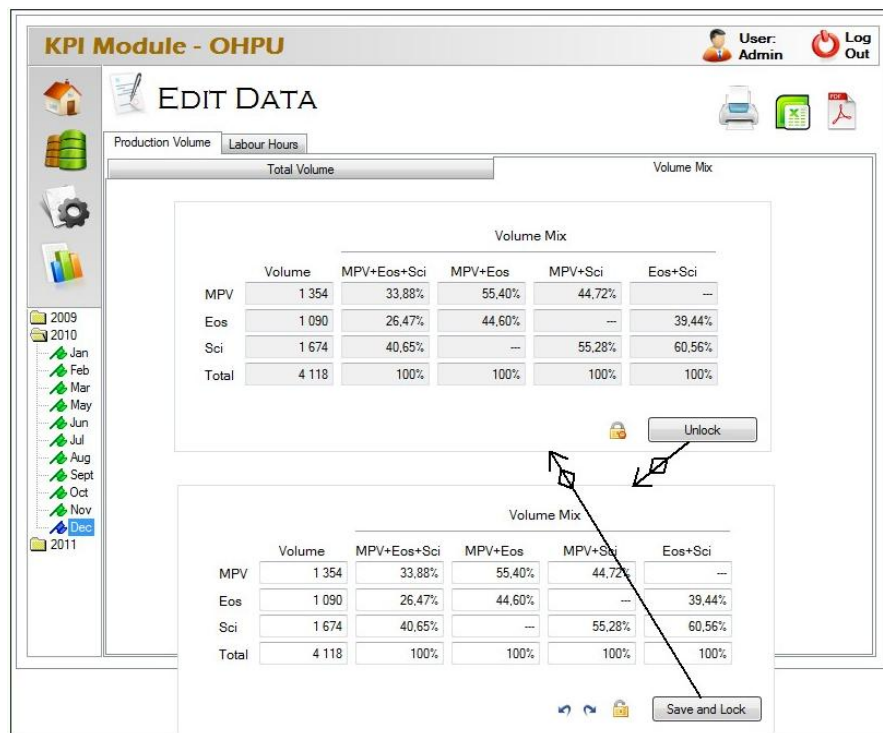 KPI Module - OHPU
User: Admin
Log Out
EDIT DATA
PDF
Production Volume Labour Hours
Total Volume Volume Mix
2009
2010
Jan
Feb
Mar
May
Jun
Jul
Aug
Sept
Oct
Nov
Dec
2011
Volume Mix
Volume MPV+Eos+Sci MPV+Eos MPV+Sci Eos+Sci
MPV 1 354 33,88% 55,40% 44,72% ---
Eos 1 090 26,47% 44,60% --- 39,44%
Sci 1 674 40,65% --- 55,28% 60,56%
Total 4 118 100% 100% 100% 100%
Unlock
Volume Mix
Volume MPV+Eos+Sci MPV+Eos MPV+Sci Eos+Sci
MPV 1 354 33,88% 55,40% 44,72% ---
Eos 1 090 26,47% 44,60% --- 39,44%
Sci 1 674 40,65% --- 55,28% 60,56%
Total 4 118 100% 100% 100% 100%
Save and Lock